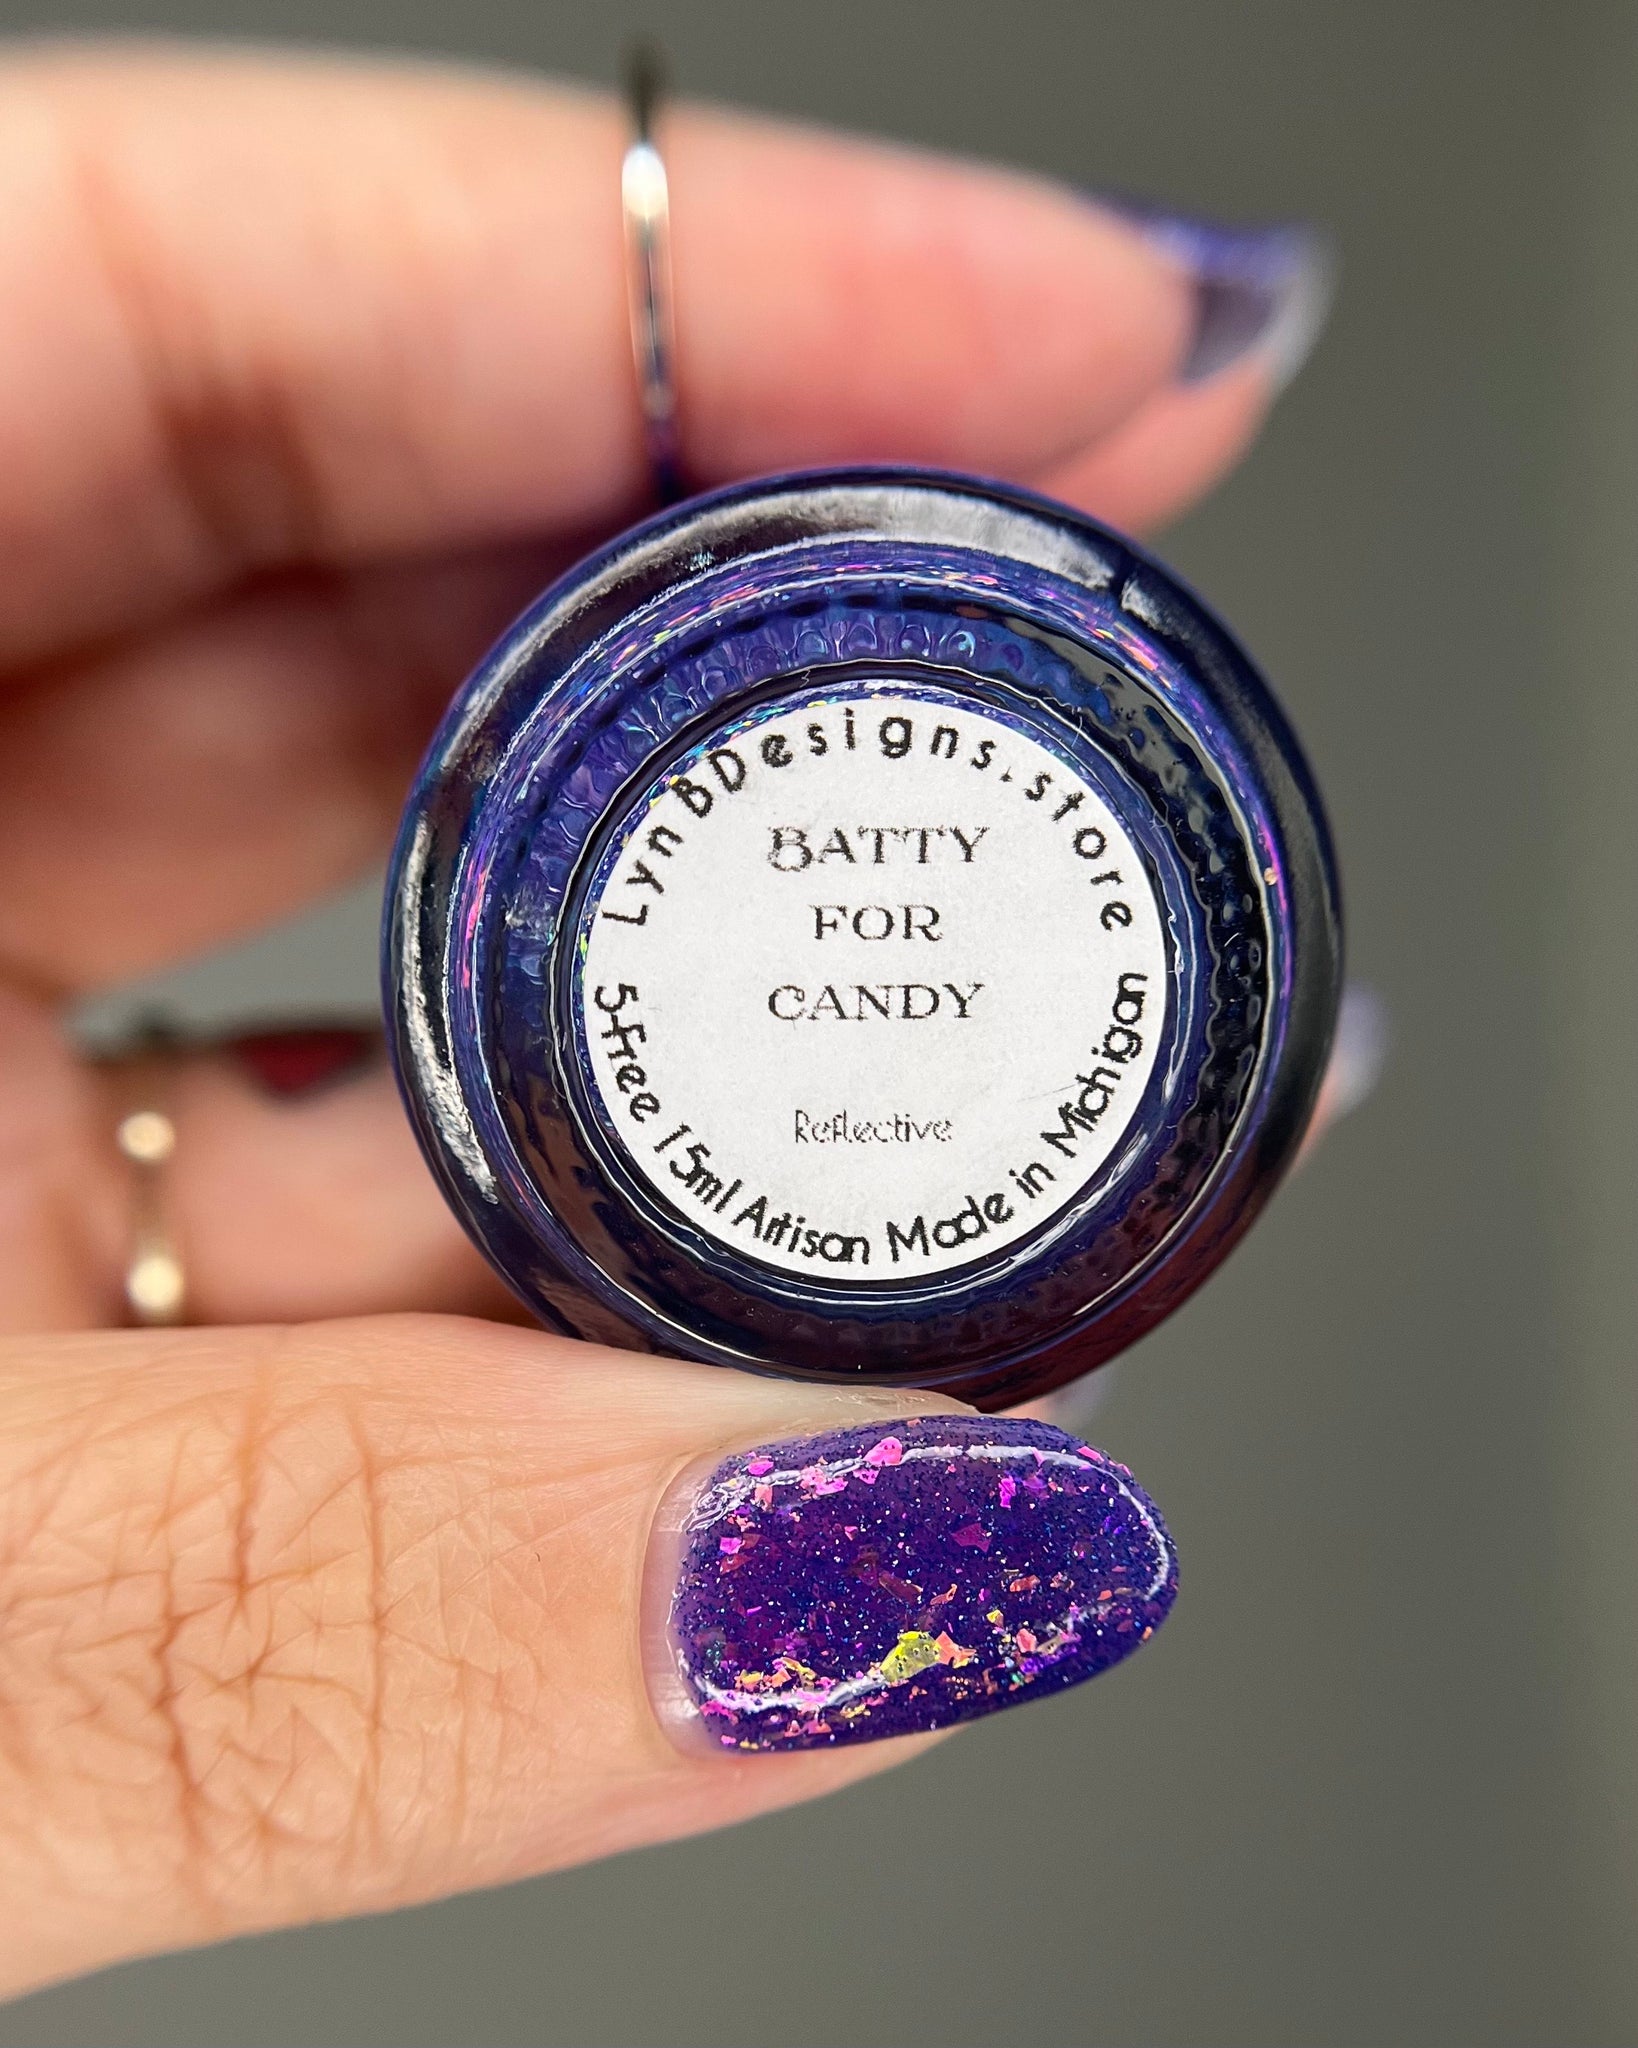 LynBDesigns.store
BATTY
FOR
CANDY
Reflective
5-free 15ml Artisan Made in Michigan